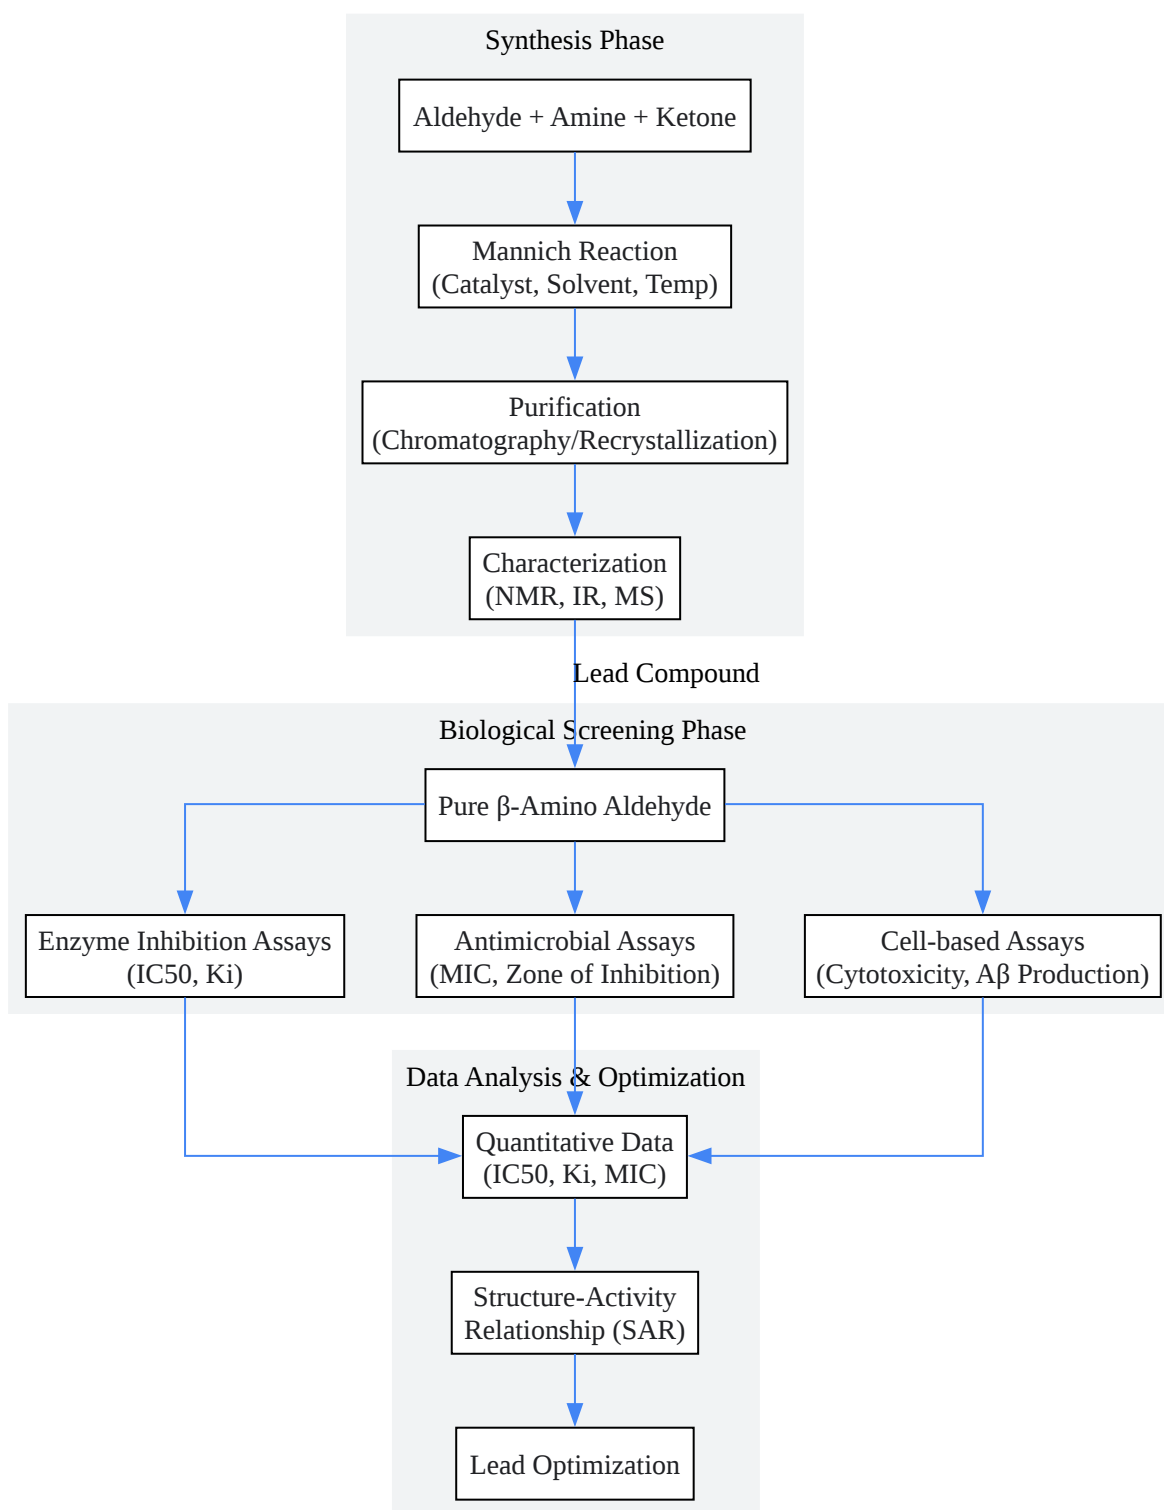 Synthesis Phase
Aldehyde + Amine + Ketone
Mannich Reaction
(Catalyst, Solvent, Temp)
Purification
(Chromatography/Recrystallization)
Characterization
(NMR, IR, MS)
Lead Compound
Biological Screening Phase
Pure β-Amino Aldehyde
Enzyme Inhibition Assays
(IC50, Ki)
Antimicrobial Assays
(MIC, Zone of Inhibition)
Cell-based Assays
(Cytotoxicity, Aβ Production)
Data Analysis & Optimization
Quantitative Data
(IC50, Ki, MIC)
Structure-Activity
Relationship (SAR)
Lead Optimization